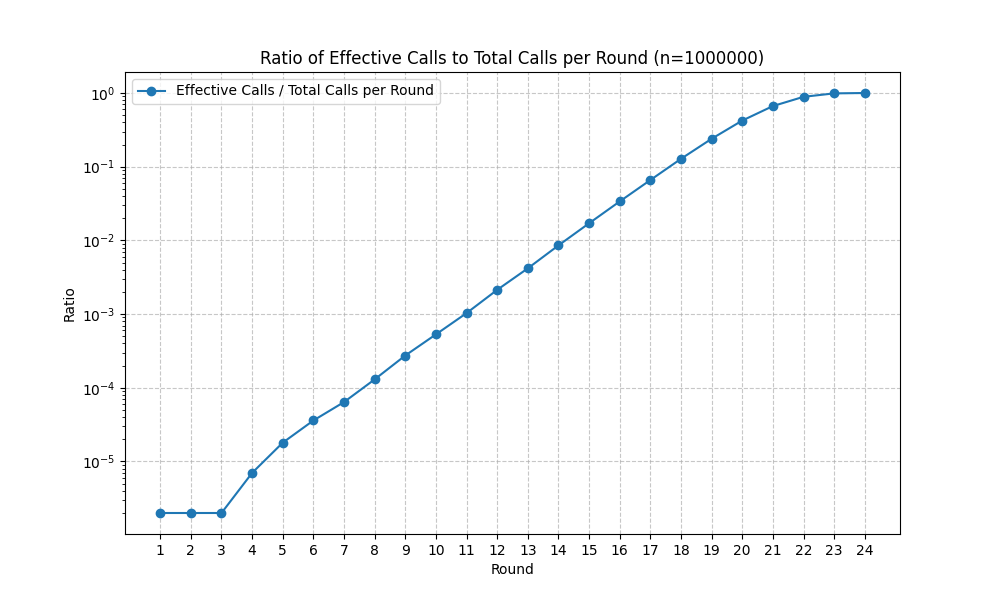 Ratio of Effective Calls to Total Calls per Round (n=1000000)
Effective Calls / Total Calls per Round
Ratio
10⁰
10⁻¹
10⁻²
10⁻³
10⁻⁴
10⁻⁵
1 2 3 4 5 6 7 8 9 10 11 12 13 14 15 16 17 18 19 20 21 22 23 24
Round